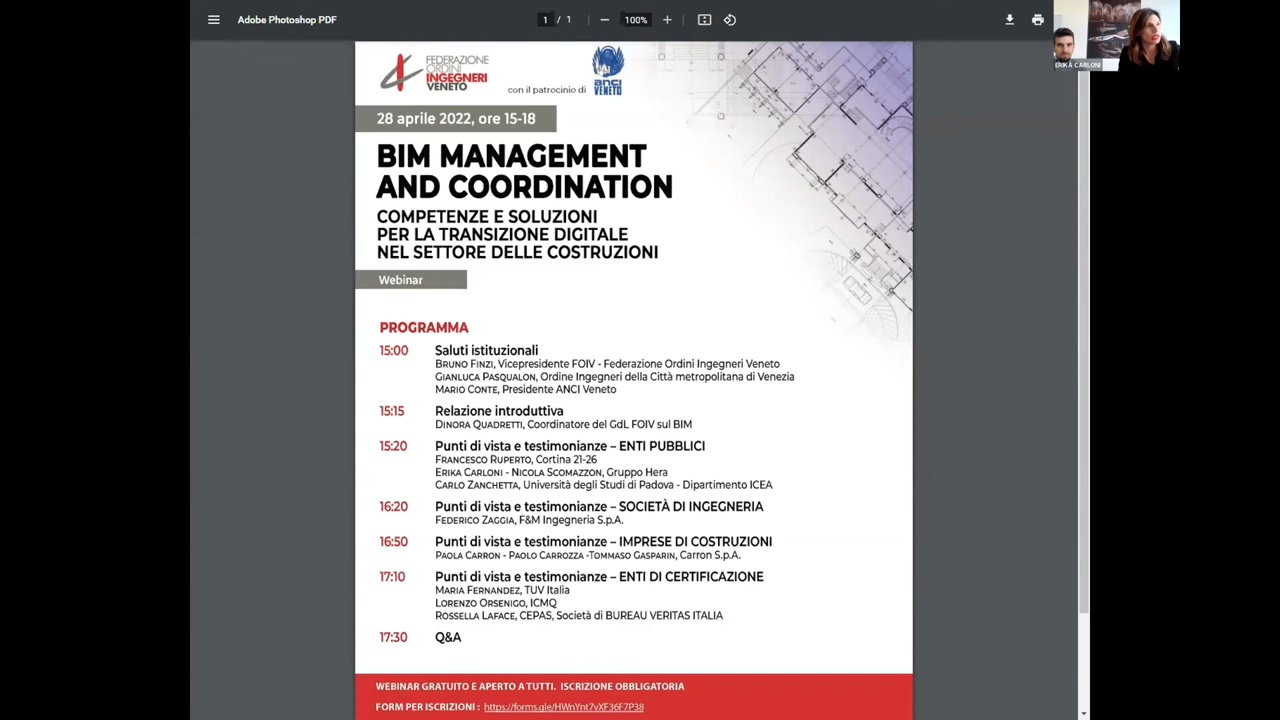 Adobe Photoshop PDF
1 / 1
100%
ERIKA CARLONI
FEDERAZIONE
ORDINI
INGEGNERI
VENETO
con il patrocinio di
anci
VENETO
28 aprile 2022, ore 15-18
BIM MANAGEMENT
AND COORDINATION
COMPETENZE E SOLUZIONI
PER LA TRANSIZIONE DIGITALE
NEL SETTORE DELLE COSTRUZIONI
Webinar
PROGRAMMA
15:00 Saluti istituzionali
BRUNO FINZI, Vicepresidente FOIV - Federazione Ordini Ingegneri Veneto
GIANLUCA PASQUALON, Ordine Ingegneri della Città metropolitana di Venezia
MARIO CONTE, Presidente ANCI Veneto
15:15 Relazione introduttiva
DINORA QUADRETTI, Coordinatore del GdL FOIV sul BIM
15:20 Punti di vista e testimonianze – ENTI PUBBLICI
FRANCESCO RUPERTO, Cortina 21-26
ERIKA CARLONI - NICOLA SCOMAZZON, Gruppo Hera
CARLO ZANCHETTA, Università degli Studi di Padova - Dipartimento ICEA
16:20 Punti di vista e testimonianze – SOCIETÀ DI INGEGNERIA
FEDERICO ZAGGIA, F&M Ingegneria S.p.A.
16:50 Punti di vista e testimonianze – IMPRESE DI COSTRUZIONI
PAOLA CARRON - PAOLO CARROZZA -TOMMASO GASPARIN, Carron S.p.A.
17:10 Punti di vista e testimonianze – ENTI DI CERTIFICAZIONE
MARIA FERNANDEZ, TUV Italia
LORENZO ORSENIGO, ICMQ
ROSSELLA LAFACE, CEPAS, Società di BUREAU VERITAS ITALIA
17:30 Q&A
WEBINAR GRATUITO E APERTO A TUTTI. ISCRIZIONE OBBLIGATORIA
FORM PER ISCRIZIONI : https://forms.gle/HWnYnt7vXF36F7P38